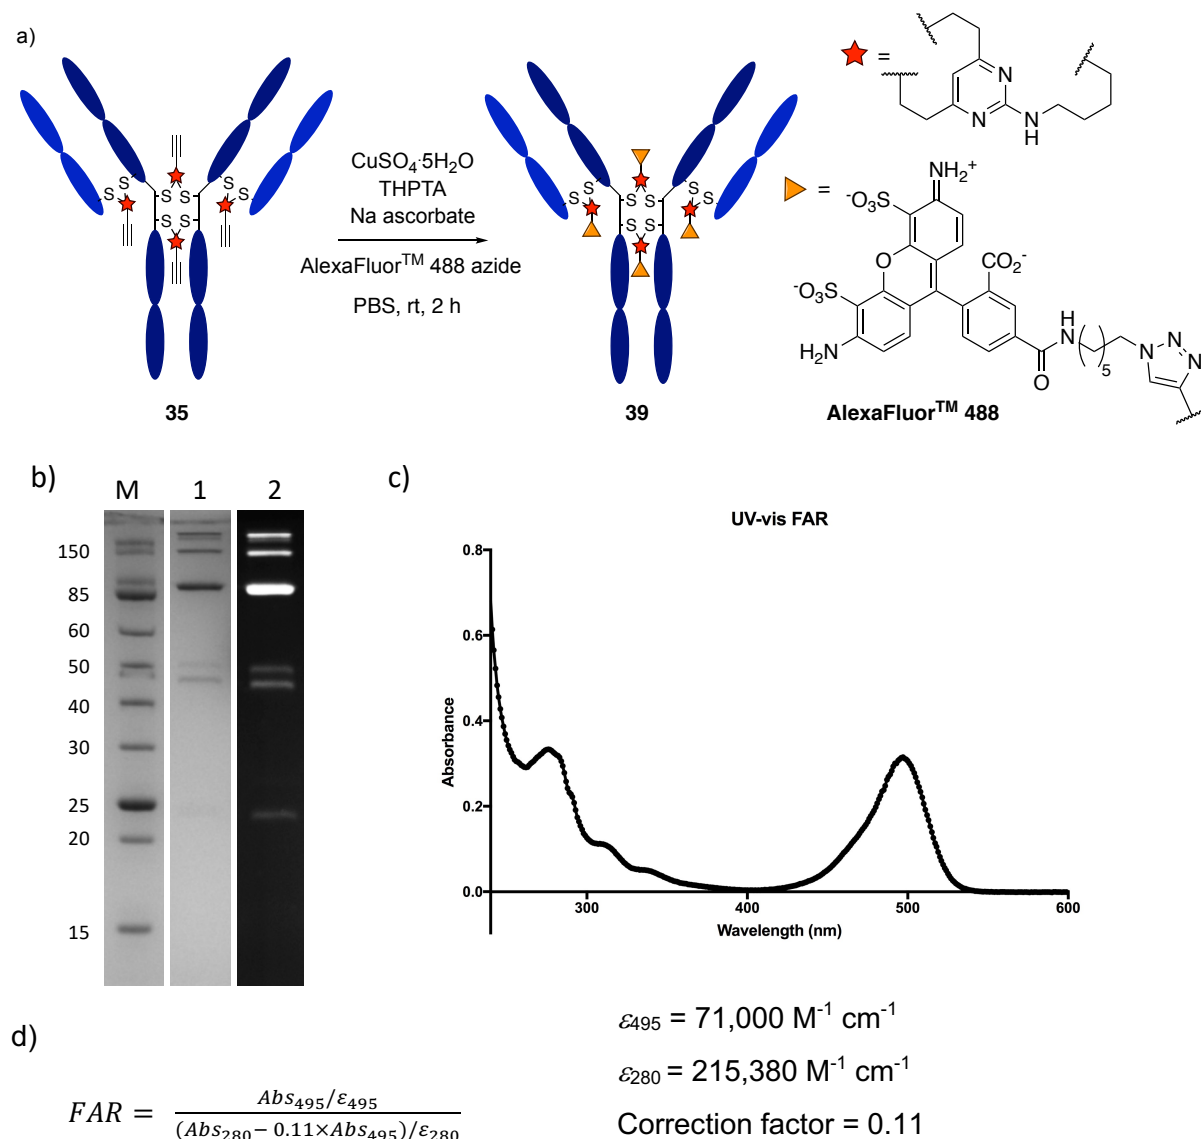 a)
S
S
S
S
S
S
S
S
35
CuSO4·5H2O
THPTA
Na ascorbate
AlexaFluor™ 488 azide
PBS, rt, 2 h
S
S
S
S
S
S
S
S
39
=
N
N
N
H
=
NH2+
-O3S
O
CO2-
-O3S
H2N
H
N
O
5
N
N
N
AlexaFluor™ 488
b)
M 1 2
150
85
60
50
40
30
25
20
15
c)
UV-vis FAR
Absorbance
0.8
0.6
0.4
0.2
0.0
300 400 500 600
Wavelength (nm)
d)
FAR = Abs495/ε495
(Abs280 − 0.11×Abs495)/ε280
ε495 = 71,000 M-1 cm-1
ε280 = 215,380 M-1 cm-1
Correction factor = 0.11